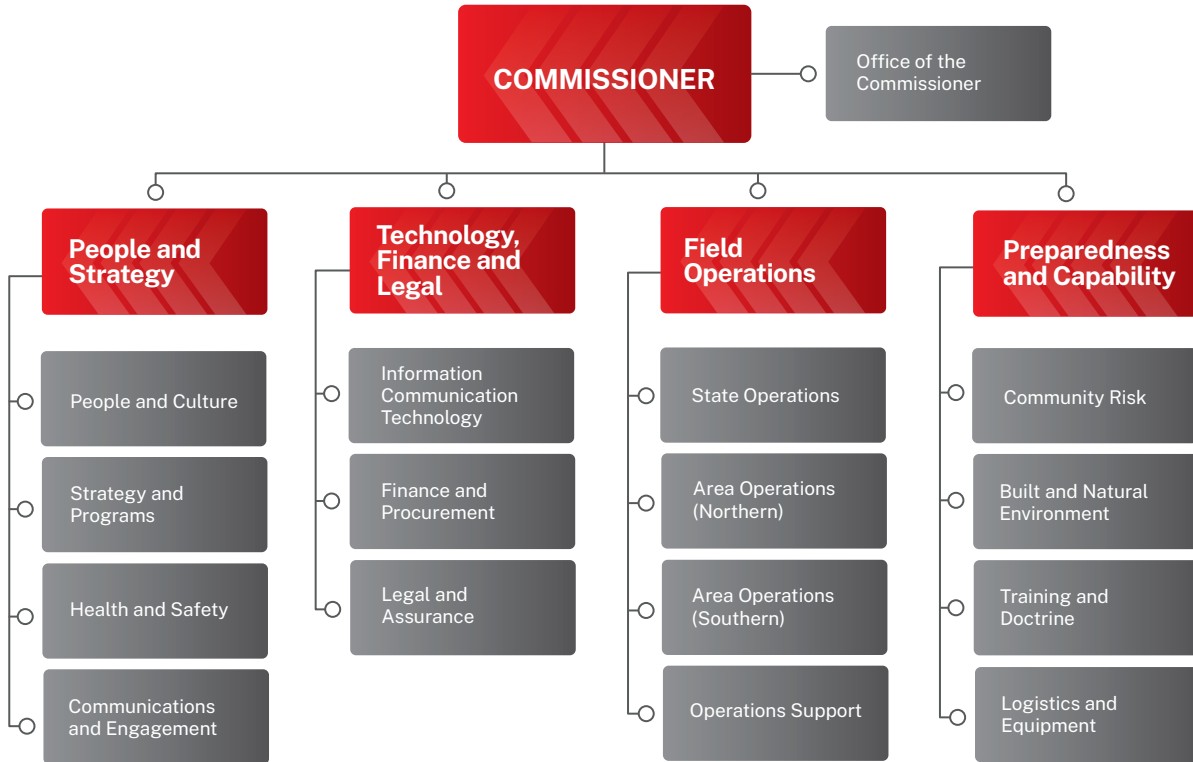 COMMISSIONER
Office of the
Commissioner
People and
Strategy
People and Culture
Strategy and
Programs
Health and Safety
Communications
and Engagement
Technology,
Finance and
Legal
Information
Communication
Technology
Finance and
Procurement
Legal and
Assurance
Field
Operations
State Operations
Area Operations
(Northern)
Area Operations
(Southern)
Operations Support
Preparedness
and Capability
Community Risk
Built and Natural
Environment
Training and
Doctrine
Logistics and
Equipment